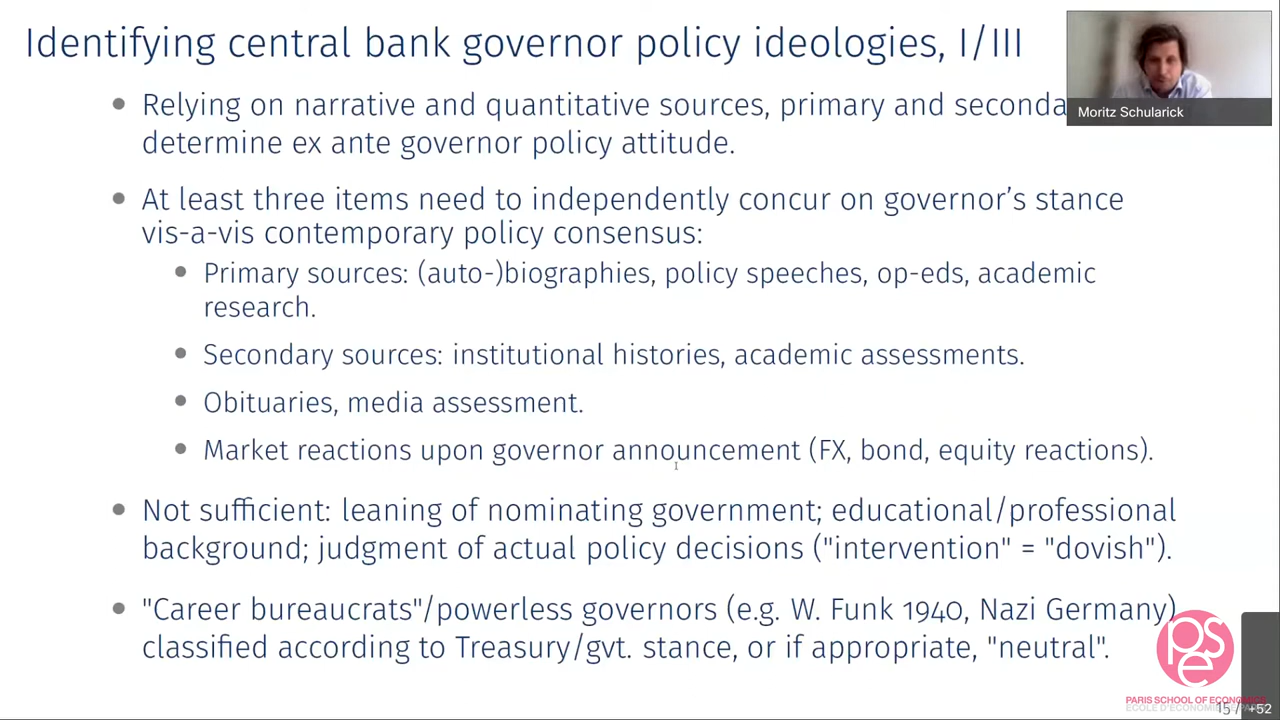 Identifying central bank governor policy ideologies, I/III
Moritz Schularick
Relying on narrative and quantitative sources, primary and seconda
determine ex ante governor policy attitude.
At least three items need to independently concur on governor's stance
vis-a-vis contemporary policy consensus:
Primary sources: (auto-)biographies, policy speeches, op-eds, academic
research.
Secondary sources: institutional histories, academic assessments.
Obituaries, media assessment.
Market reactions upon governor announcement (FX, bond, equity reactions).
Not sufficient: leaning of nominating government; educational/professional
background; judgment of actual policy decisions ("intervention" = "dovish").
"Career bureaucrats"/powerless governors (e.g. W. Funk 1940, Nazi Germany)
classified according to Treasury/gvt. stance, or if appropriate, "neutral".
pse
PARIS SCHOOL OF ECONOMICS
15 / +52